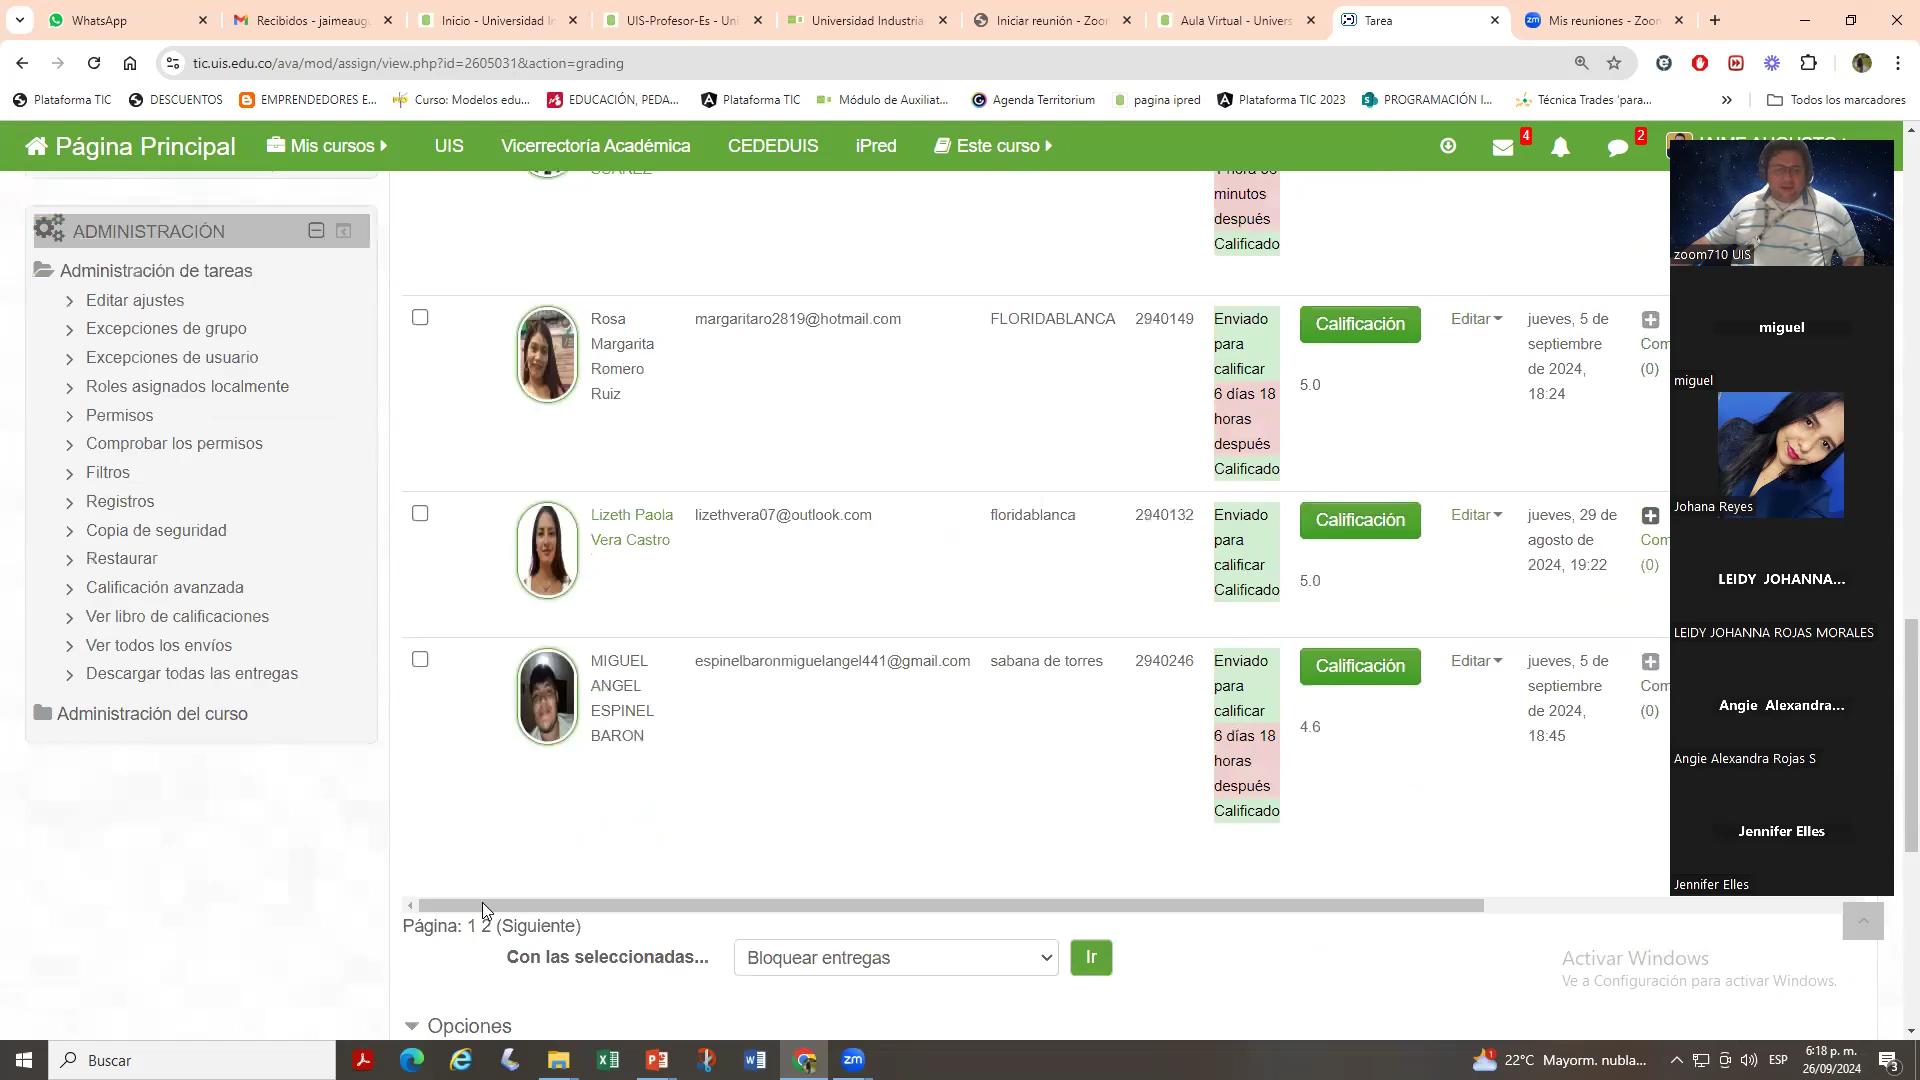 WhatsApp
Recibidos - jaimeaug
Inicio - Universidad In
UIS-Profesor-Es - Uni
Universidad Industria
Iniciar reunión - Zoom
Aula Virtual - Univers
Tarea
zm Mis reuniones - Zoom
tic.uis.edu.co/ava/mod/assign/view.php?id=2605031&action=grading
Plataforma TIC
DESCUENTOS
EMPRENDEDORES E...
Curso: Modelos edu...
EDUCACIÓN, PEDA...
Plataforma TIC
Módulo de Auxiliat...
Agenda Territorium
pagina ipred
Plataforma TIC 2023
PROGRAMACIÓN I...
Técnica Trades 'para...
Todos los marcadores
Página Principal
Mis cursos
UIS
Vicerrectoría Académica
CEDEDUIS
iPred
Este curso
4
2
ADMINISTRACIÓN
Administración de tareas
Editar ajustes
Excepciones de grupo
Excepciones de usuario
Roles asignados localmente
Permisos
Comprobar los permisos
Filtros
Registros
Copia de seguridad
Restaurar
Calificación avanzada
Ver libro de calificaciones
Ver todos los envíos
Descargar todas las entregas
Administración del curso
minutos
después
Calificado
Rosa
Margarita
Romero
Ruiz
margaritaro2819@hotmail.com
FLORIDABLANCA
2940149
Enviado
para
calificar
6 días 18
horas
después
Calificado
Calificación
5.0
Editar
jueves, 5 de
septiembre
de 2024,
18:24
Com
(0)
Lizeth Paola
Vera Castro
lizethvera07@outlook.com
floridablanca
2940132
Enviado
para
calificar
Calificado
Calificación
5.0
Editar
jueves, 29 de
agosto de
2024, 19:22
Com
(0)
MIGUEL
ANGEL
ESPINEL
BARON
espinelbaronmiguelangel441@gmail.com
sabana de torres
2940246
Enviado
para
calificar
6 días 18
horas
después
Calificado
Calificación
4.6
Editar
jueves, 5 de
septiembre
de 2024,
18:45
Com
(0)
Página: 1 2 (Siguiente)
Con las seleccionadas...
Bloquear entregas
Ir
Opciones
zoom710 UIS
miguel
miguel
Johana Reyes
LEIDY JOHANNA...
LEIDY JOHANNA ROJAS MORALES
Angie Alexandra...
Angie Alexandra Rojas S
Jennifer Elles
Jennifer Elles
Activar Windows
Ve a Configuración para activar Windows.
Buscar
zm
1
22°C Mayorm. nubla...
ESP
6:18 p. m.
26/09/2024
3